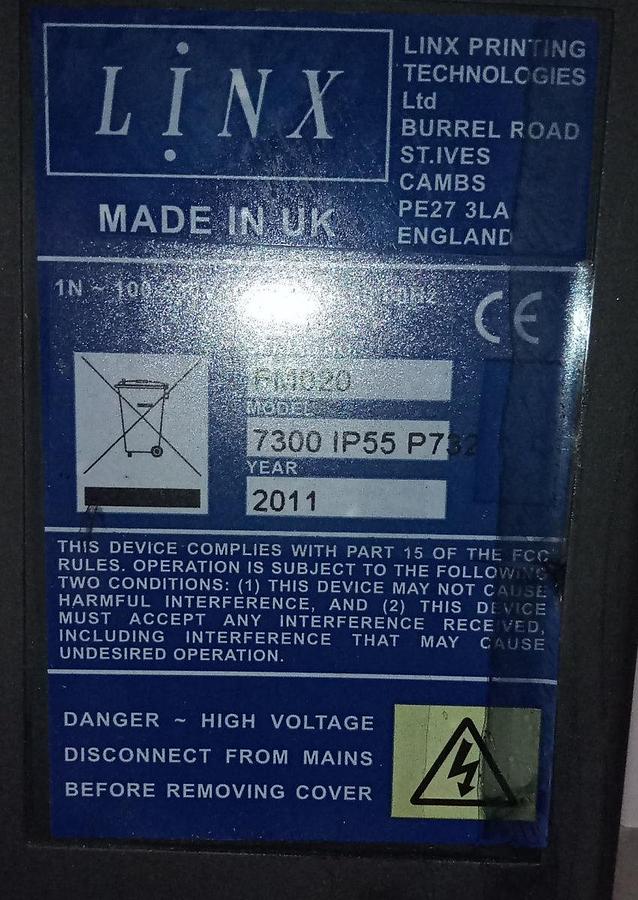 LINX
LINX PRINTING
TECHNOLOGIES
Ltd
BURREL ROAD
ST.IVES
CAMBS
PE27 3LA
ENGLAND
MADE IN UK
1N ~ 100
CE
MODEL
7300 IP55 P732
YEAR
2011
THIS DEVICE COMPLIES WITH PART 15 OF THE FCC
RULES. OPERATION IS SUBJECT TO THE FOLLOWING
TWO CONDITIONS: (1) THIS DEVICE MAY NOT CAUSE
HARMFUL INTERFERENCE, AND (2) THIS DEVICE
MUST ACCEPT ANY INTERFERENCE RECEIVED,
INCLUDING INTERFERENCE THAT MAY CAUSE
UNDESIRED OPERATION.
DANGER ~ HIGH VOLTAGE
DISCONNECT FROM MAINS
BEFORE REMOVING COVER